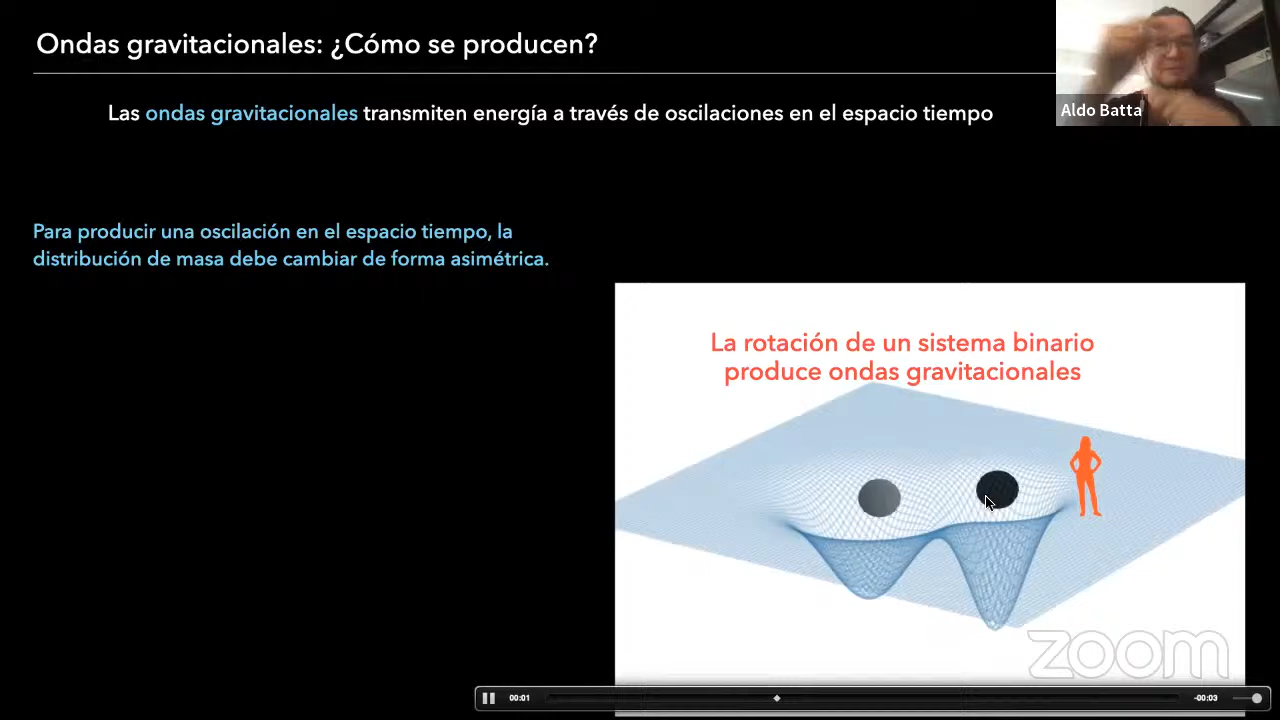 Ondas gravitacionales: ¿Cómo se producen?
Aldo Batta
Las ondas gravitacionales transmiten energía a través de oscilaciones en el espacio tiempo
Para producir una oscilación en el espacio tiempo, la
distribución de masa debe cambiar de forma asimétrica.
La rotación de un sistema binario
produce ondas gravitacionales
zoom
00:01
-00:03